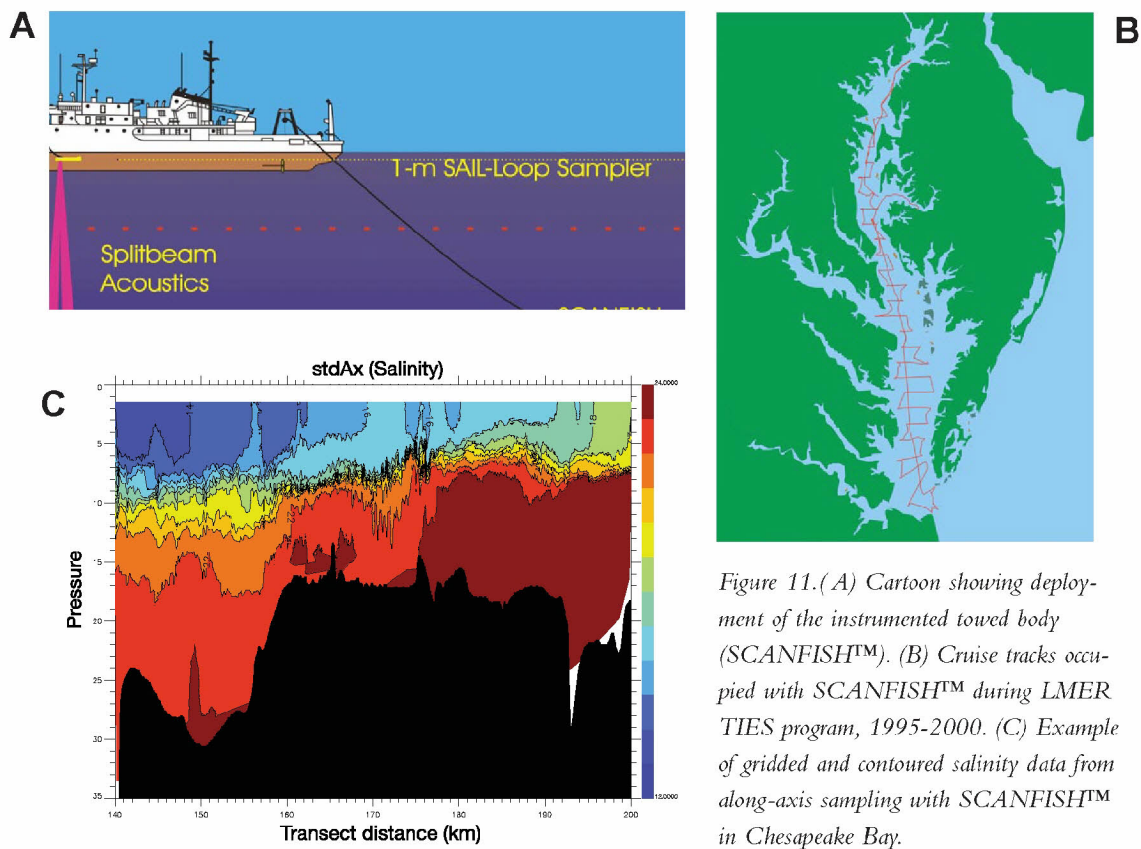 A
1-m SAIL-Loop Sampler
Splitbeam
Acoustics
B
C
stdAx (Salinity)
24.0000
12.0000
0
5
10
15
20
25
30
35
Pressure
140
150
160
170
180
190
200
Transect distance (km)
Figure 11.(A) Cartoon showing deploy-
ment of the instrumented towed body
(SCANFISH™). (B) Cruise tracks occu-
pied with SCANFISH™ during LMER
TIES program, 1995-2000. (C) Example
of gridded and contoured salinity data from
along-axis sampling with SCANFISH™
in Chesapeake Bay.